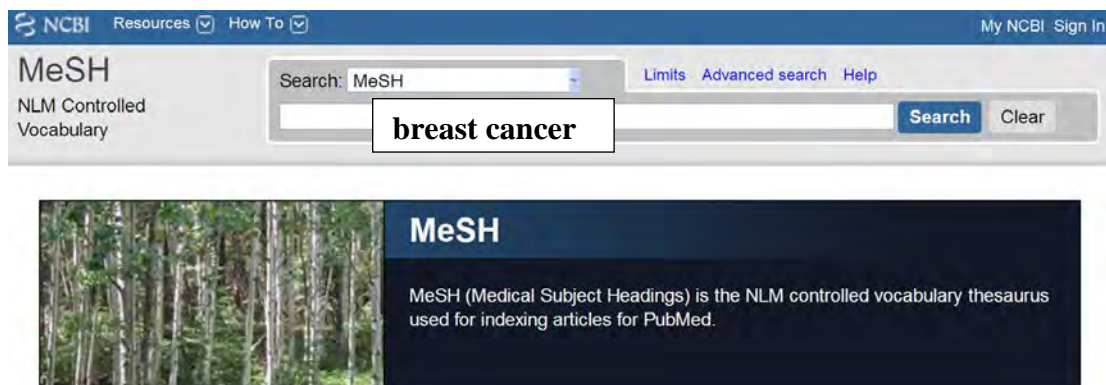 NCBI Resources How To My NCBI Sign In
MeSH
NLM Controlled
Vocabulary
Search: MeSH
Limits Advanced search Help
breast cancer
Search Clear
MeSH
MeSH (Medical Subject Headings) is the NLM controlled vocabulary thesaurus
used for indexing articles for PubMed.